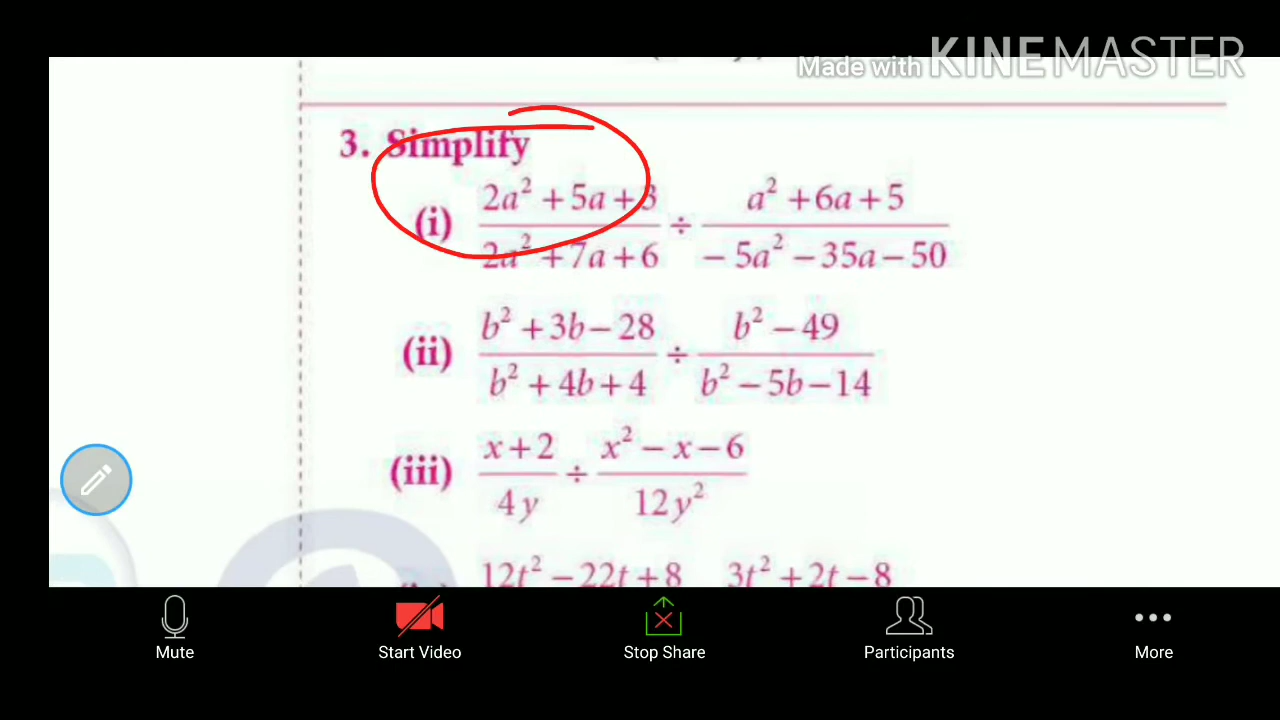 Made with KINEMASTER
3. Simplify
(i) 2a² + 5a + 3 / 2a² + 7a + 6 ÷ a² + 6a + 5 / − 5a² − 35a − 50
(ii) b² + 3b − 28 / b² + 4b + 4 ÷ b² − 49 / b² − 5b − 14
(iii) x + 2 / 4y ÷ x² − x − 6 / 12y²
12t² − 22t + 8 3t² + 2t − 8
Mute Start Video Stop Share Participants More